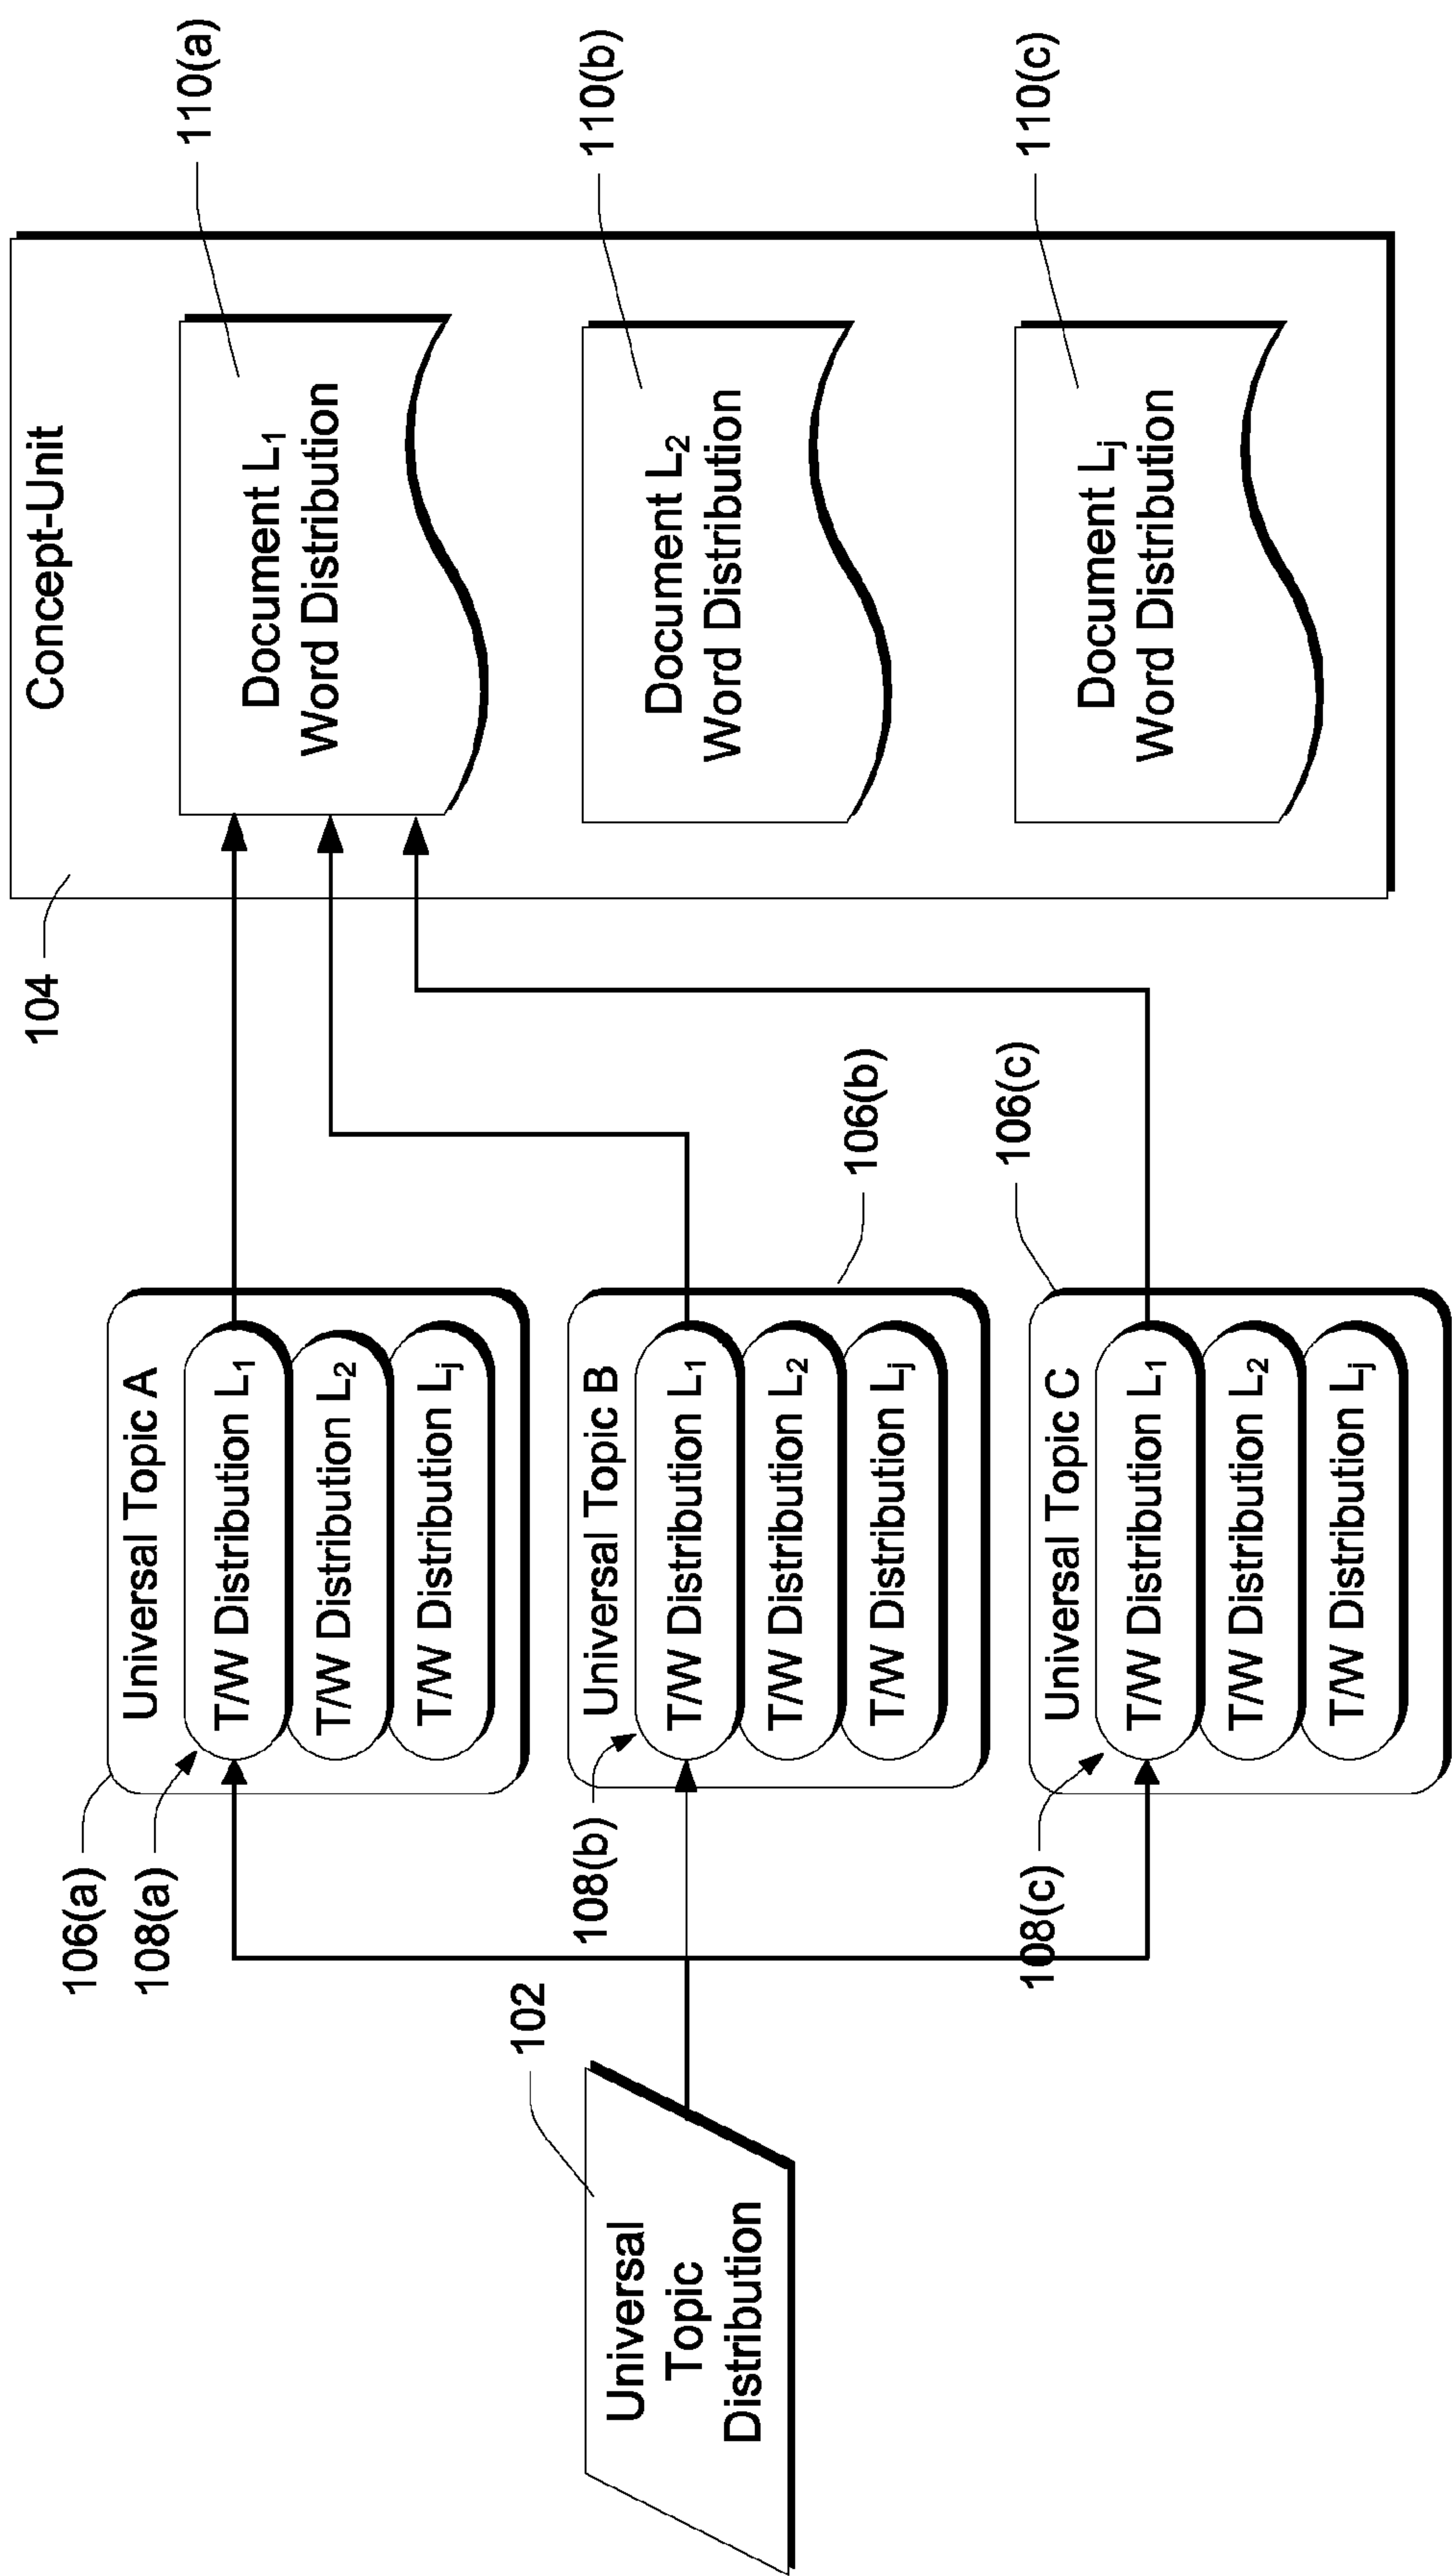 Universal
Topic
Distribution
102
106(a)
108(a)
Universal Topic A
T/W Distribution L₁
T/W Distribution L₂
T/W Distribution Lⱼ
108(b)
Universal Topic B
T/W Distribution L₁
T/W Distribution L₂
T/W Distribution Lⱼ
106(b)
108(c)
Universal Topic C
T/W Distribution L₁
T/W Distribution L₂
T/W Distribution Lⱼ
106(c)
104
Concept-Unit
Document L₁
Word Distribution
110(a)
Document L₂
Word Distribution
110(b)
Document Lⱼ
Word Distribution
110(c)